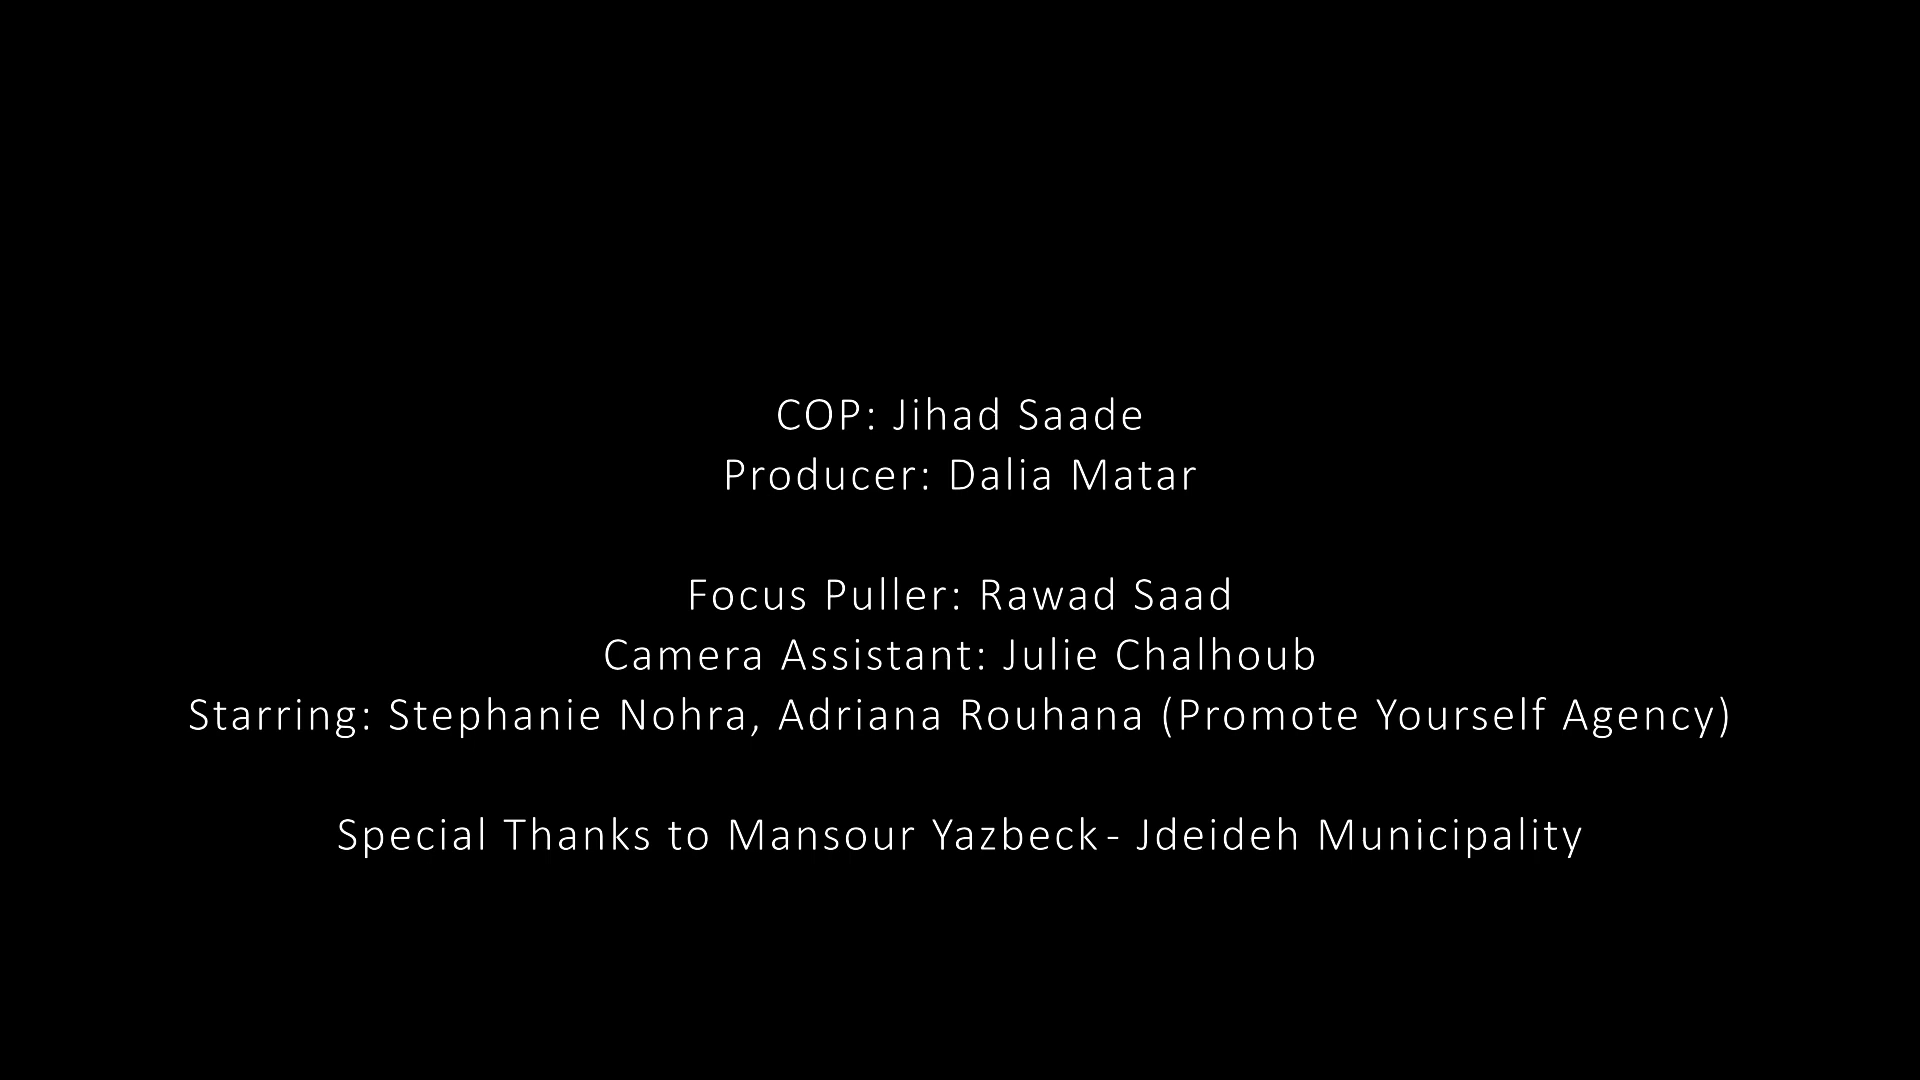 COP: Jihad Saade
Producer: Dalia Matar
Focus Puller: Rawad Saad
Camera Assistant: Julie Chalhoub
Starring: Stephanie Nohra, Adriana Rouhana (Promote Yourself Agency)
Special Thanks to Mansour Yazbeck - Jdeideh Municipality